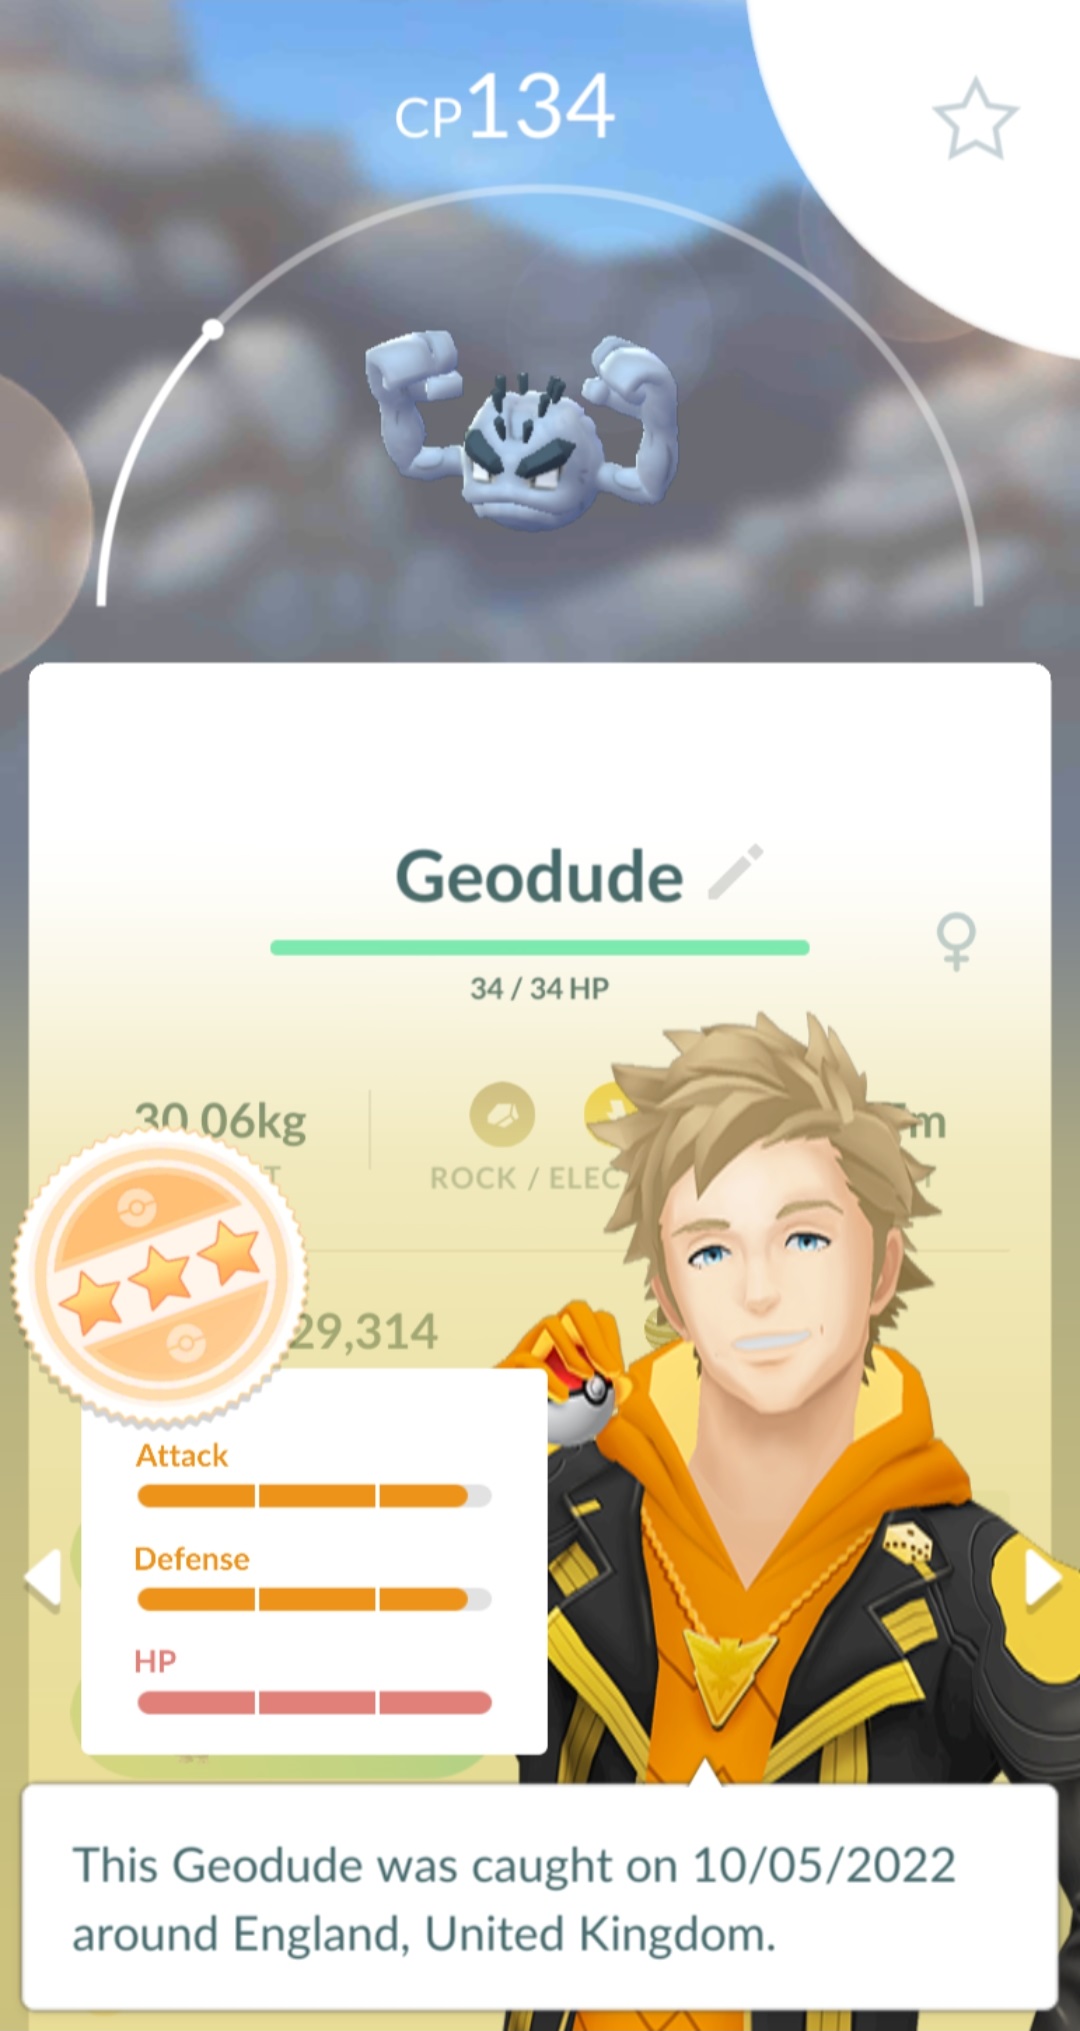 CP134
Geodude
34 / 34 HP
30.06kg
ROCK /
29,314
Attack
Defense
HP
This Geodude was caught on 10/05/2022
around England, United Kingdom.